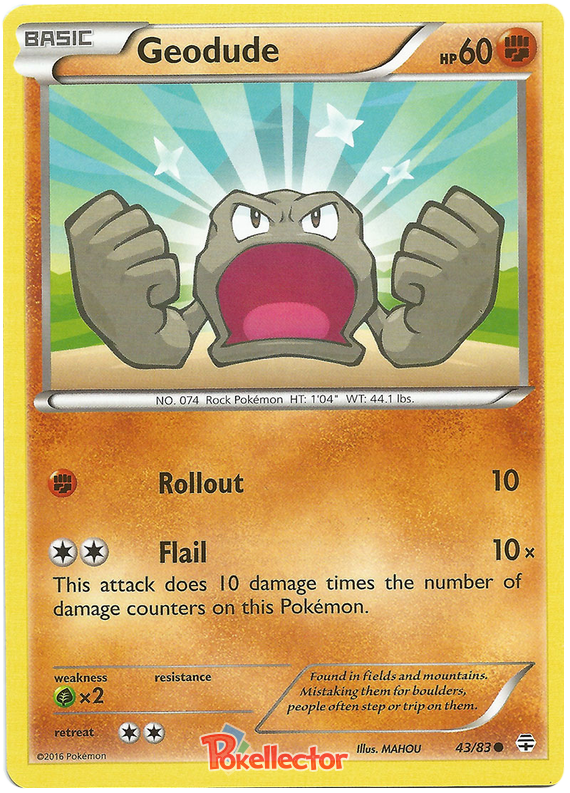 BASIC
Geodude
HP60
NO. 074 Rock Pokémon HT: 1'04" WT: 44.1 lbs.
Rollout 10
Flail 10×
This attack does 10 damage times the number of
damage counters on this Pokémon.
weakness resistance
×2
retreat
Found in fields and mountains.
Mistaking them for boulders,
people often step or trip on them.
©2016 Pokémon
Pokellector
Illus. MAHOU 43/83